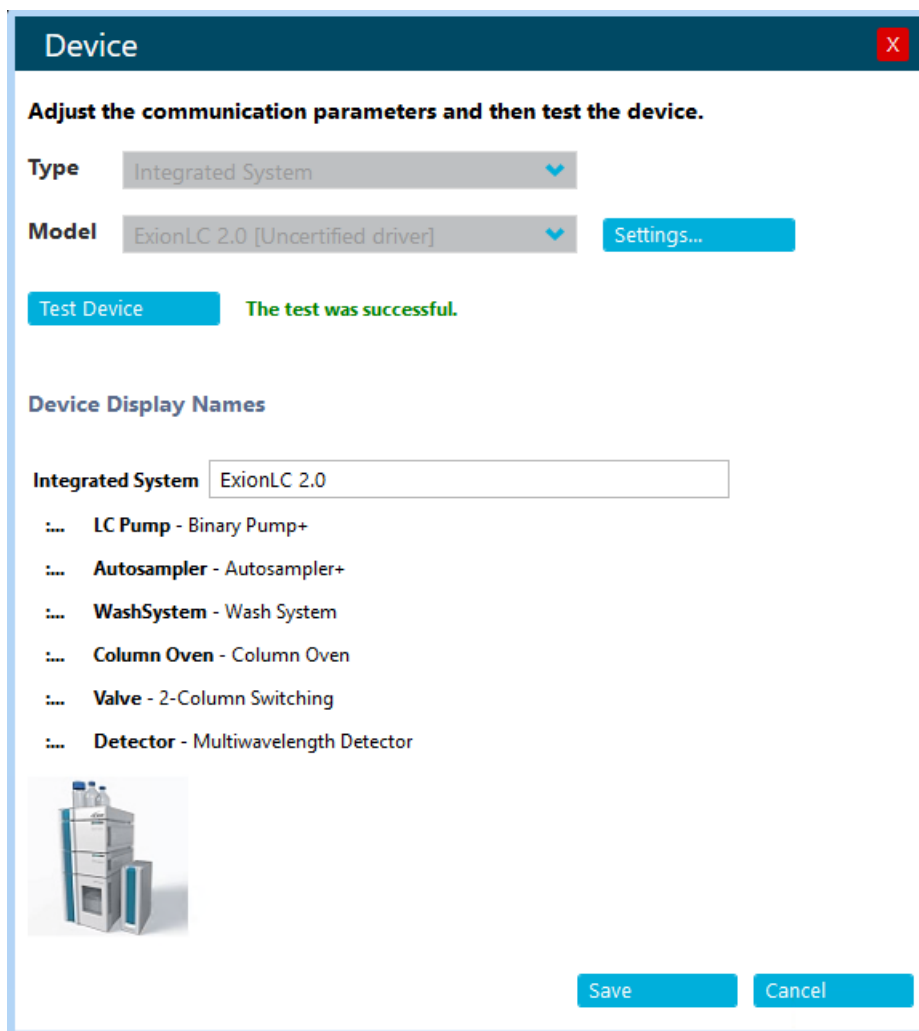 Device
X
Adjust the communication parameters and then test the device.
Type Integrated System
Model ExionLC 2.0 [Uncertified driver] Settings...
Test Device The test was successful.
Device Display Names
Integrated System ExionLC 2.0
:... LC Pump - Binary Pump+
:... Autosampler - Autosampler+
:... WashSystem - Wash System
:... Column Oven - Column Oven
:... Valve - 2-Column Switching
:... Detector - Multiwavelength Detector
Save Cancel